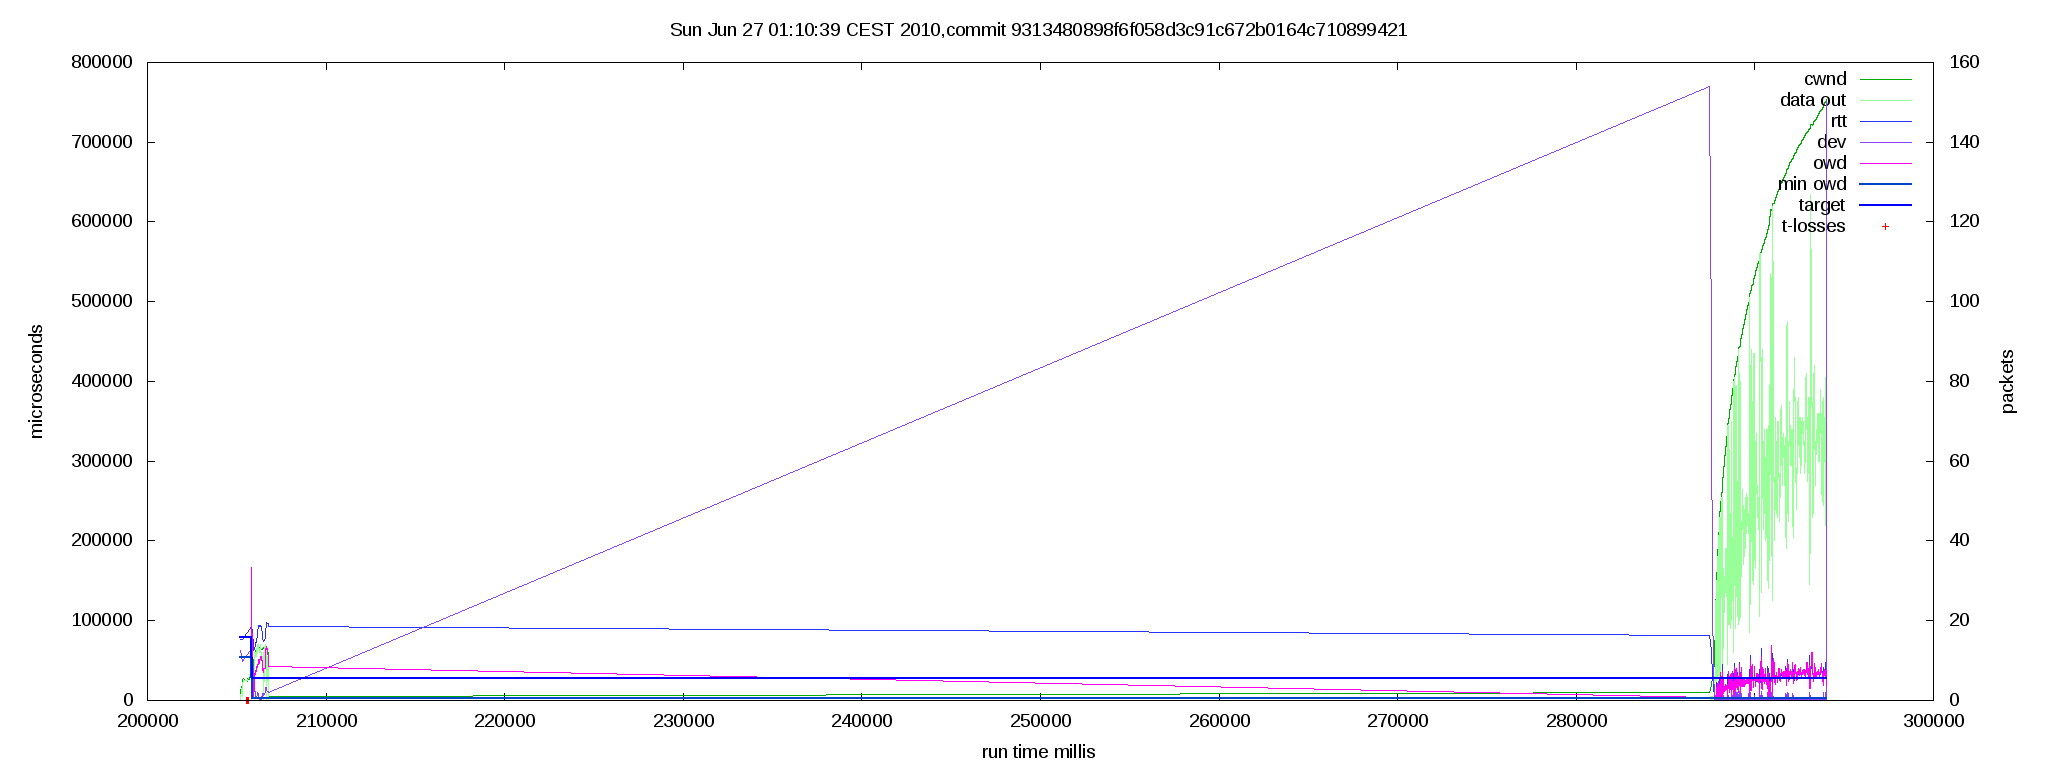 Sun Jun 27 01:10:39 CEST 2010,commit 9313480898f6f058d3c91c672b0164c710899421
800000
700000
600000
500000
400000
300000
200000
100000
0
160
140
120
100
80
60
40
20
0
cwnd
data out
rtt
dev
owd
min owd
target
t-losses
microseconds
packets
200000
210000
220000
230000
240000
250000
260000
270000
280000
290000
300000
run time millis